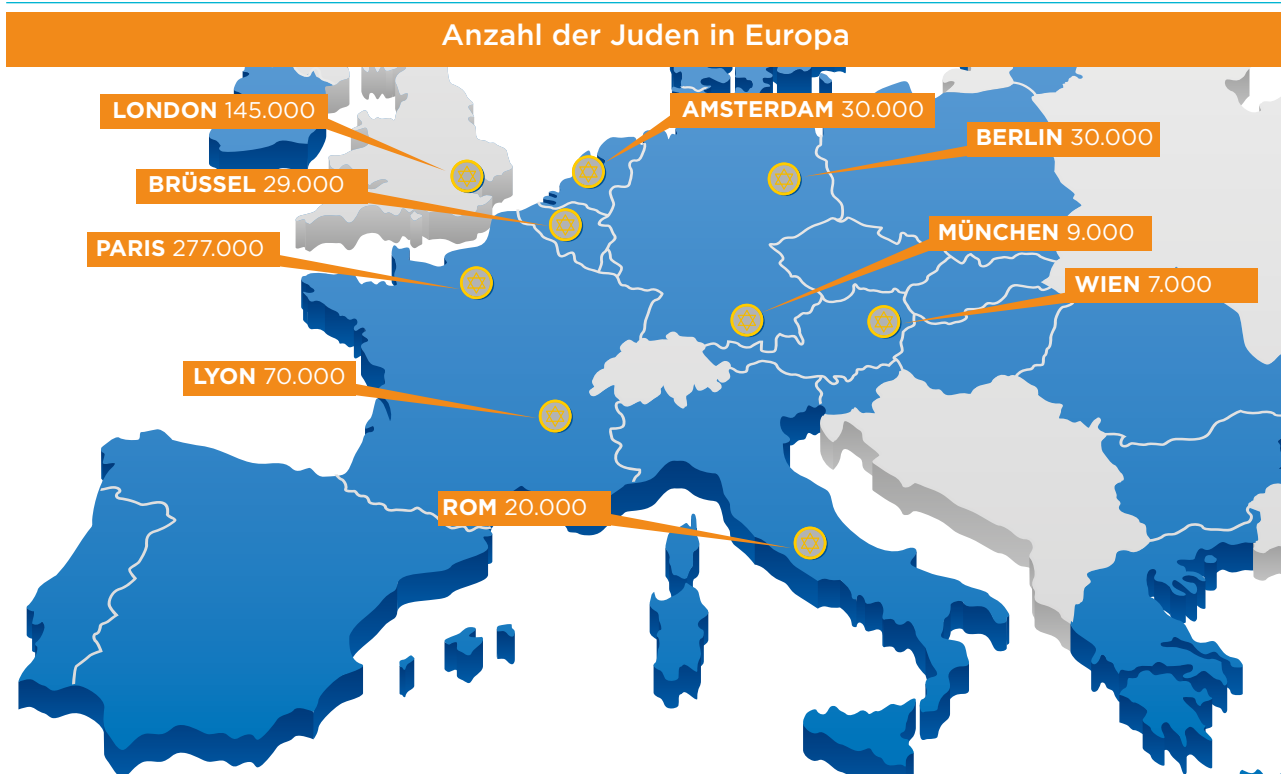 Anzahl der Juden in Europa
LONDON 145.000
AMSTERDAM 30.000
BERLIN 30.000
BRÜSSEL 29.000
PARIS 277.000
MÜNCHEN 9.000
WIEN 7.000
LYON 70.000
ROM 20.000